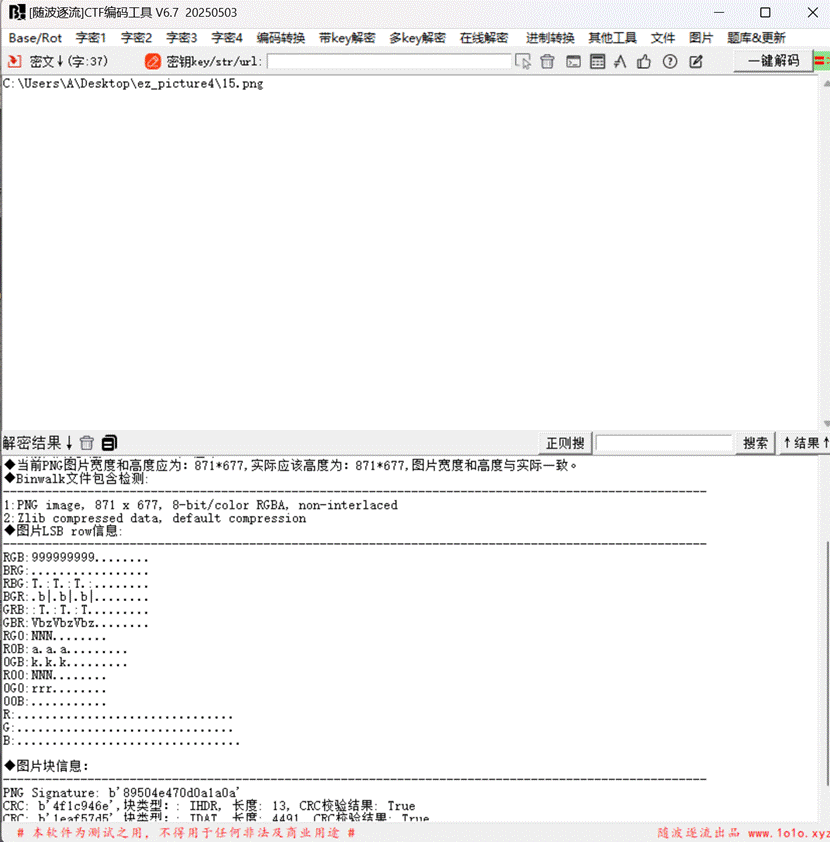 [随波逐流]CTF编码工具 V6.7 20250503
Base/Rot 字密1 字密2 字密3 字密4 编码转换 带key解密 多key解密 在线解密 进制转换 其他工具 文件 图片 题库&更新
密文↓(字:37) 密钥key/str/url: 一键解码
C:\Users\A\Desktop\ez_picture4\15.png
解密结果↓ 正则搜 搜索 ↑结果↑
◆当前PNG图片宽度和高度应为: 871*677,实际应该高度为: 871*677,图片宽度和高度与实际一致。
◆Binwalk文件包含检测:
1:PNG image, 871 x 677, 8-bit/color RGBA, non-interlaced
2:Zlib compressed data, default compression
◆图片LSB row信息:
RGB:999999999........
BRG:.................
RBG:T.:T.:T.:........
BGR:.b|.b|.b|........
GRB::T.:T.:T.........
GBR:VbzVbzVbz........
RG0:NNN........
R0B:a.a.a.........
0GB:k.k.k.........
R00:NNN........
0G0:rrr........
00B:...........
R:...............................
G:...............................
B:................................
◆图片块信息:
PNG Signature: b'89504e470d0a1a0a'
CRC: b'4f1c946e',块类型: : IHDR, 长度: 13, CRC校验结果: True
CRC: b'1eaf57d5',块类型: : IDAT, 长度: 4491, CRC校验结果: True
# 本软件为测试之用, 不得用于任何非法及商业用途 # 随波逐流出品 www.1o1o.xyz